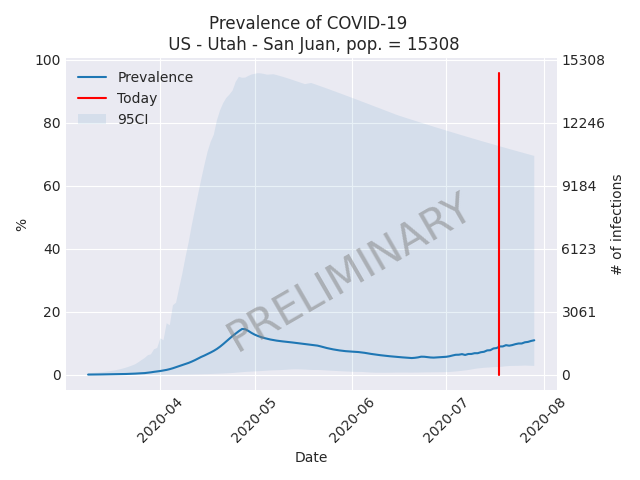 Prevalence of COVID-19
US - Utah - San Juan, pop. = 15308
100
80
60
40
20
0
%
15308
12246
9184
6123
3061
0
# of infections
Prevalence
Today
95CI
PRELIMINARY
2020-04
2020-05
2020-06
2020-07
2020-08
Date